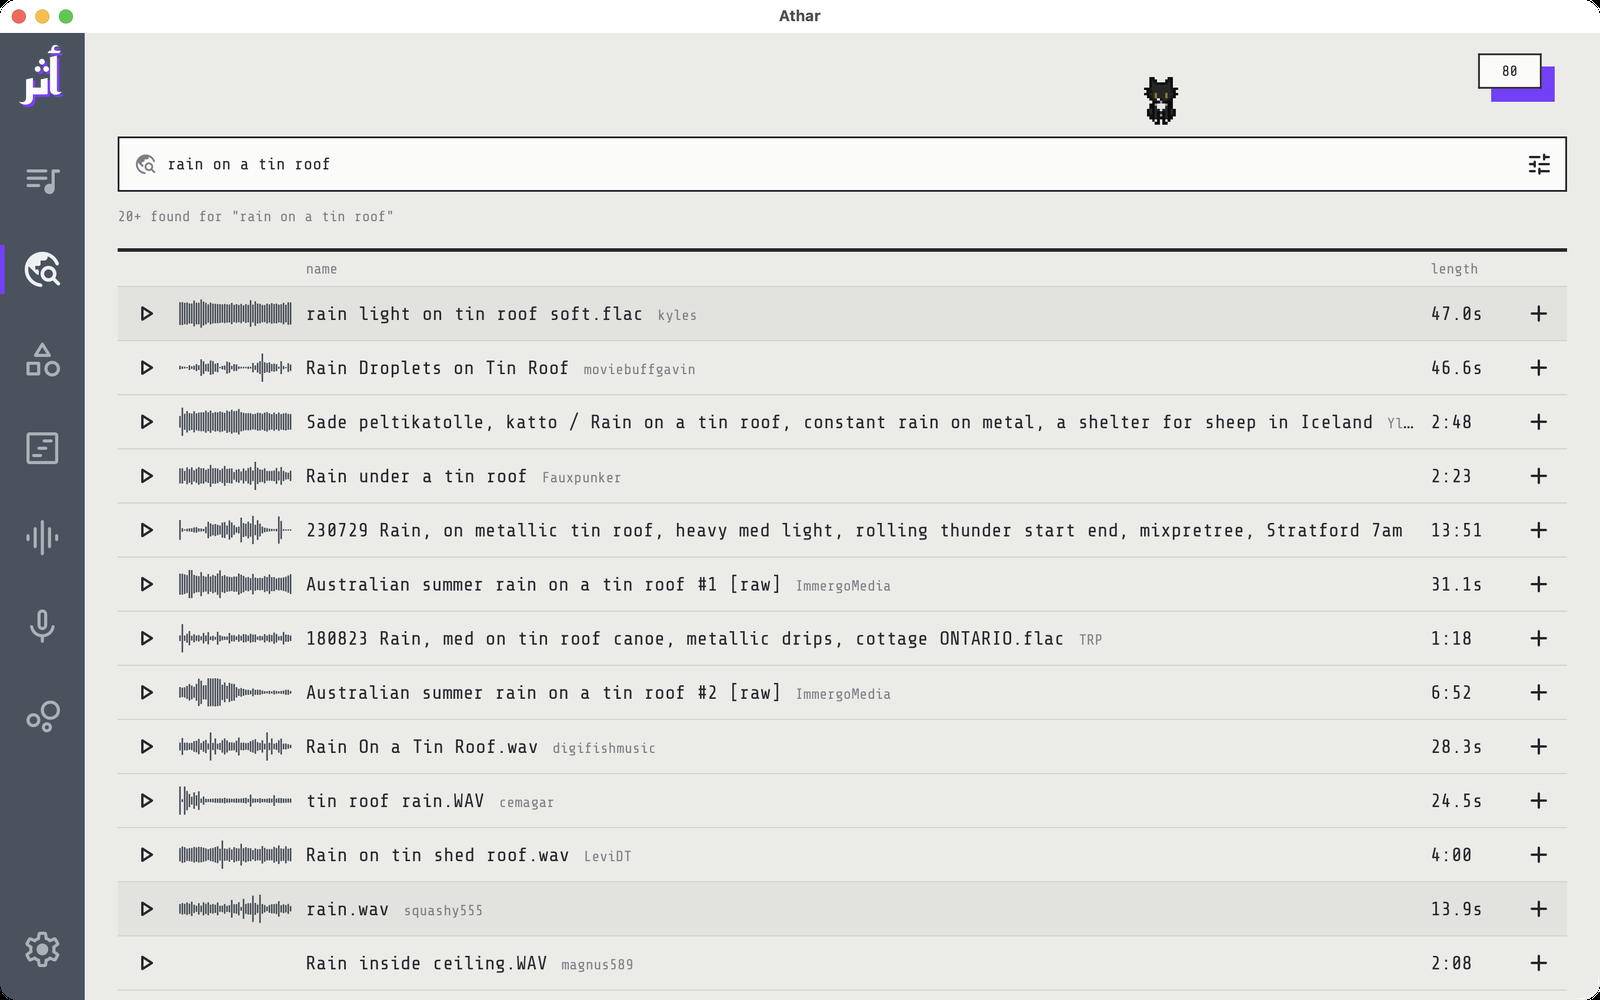 Athar
أثر
80
rain on a tin roof
20+ found for "rain on a tin roof"
name length
rain light on tin roof soft.flac kyles 47.0s
Rain Droplets on Tin Roof moviebuffgavin 46.6s
Sade peltikatolle, katto / Rain on a tin roof, constant rain on metal, a shelter for sheep in Iceland Yl… 2:48
Rain under a tin roof Fauxpunker 2:23
230729 Rain, on metallic tin roof, heavy med light, rolling thunder start end, mixpretree, Stratford 7am 13:51
Australian summer rain on a tin roof #1 [raw] ImmergoMedia 31.1s
180823 Rain, med on tin roof canoe, metallic drips, cottage ONTARIO.flac TRP 1:18
Australian summer rain on a tin roof #2 [raw] ImmergoMedia 6:52
Rain On a Tin Roof.wav digifishmusic 28.3s
tin roof rain.WAV cemagar 24.5s
Rain on tin shed roof.wav LeviDT 4:00
rain.wav squashy555 13.9s
Rain inside ceiling.WAV magnus589 2:08